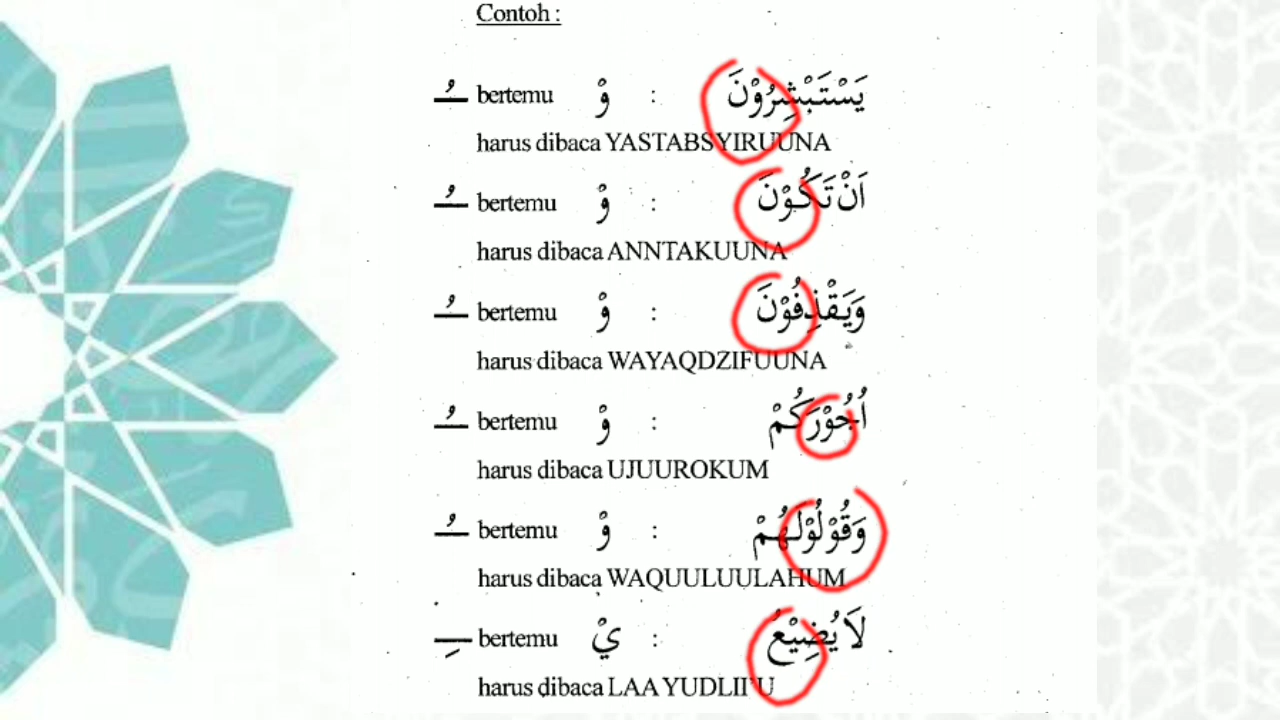 Contoh :
ـُ bertemu وْ : يَسْتَبْشِرُوْنَ
harus dibaca YASTABSYIRUUNA
ـُ bertemu وْ : اَنْ تَكُوْنَ
harus dibaca ANNTAKUUNA
ـُ bertemu وْ : وَيَقْذِفُوْنَ
harus dibaca WAYAQDZIFUUNA
ـُ bertemu وْ : اُجُوْرَكُمْ
harus dibaca UJUUROKUM
ـُ bertemu وْ : وَقُوْلُوْلَهُمْ
harus dibaca WAQUULUULAHUM
ـِ bertemu يْ : لَا يُضِيْعُ
harus dibaca LAA YUDLII'U